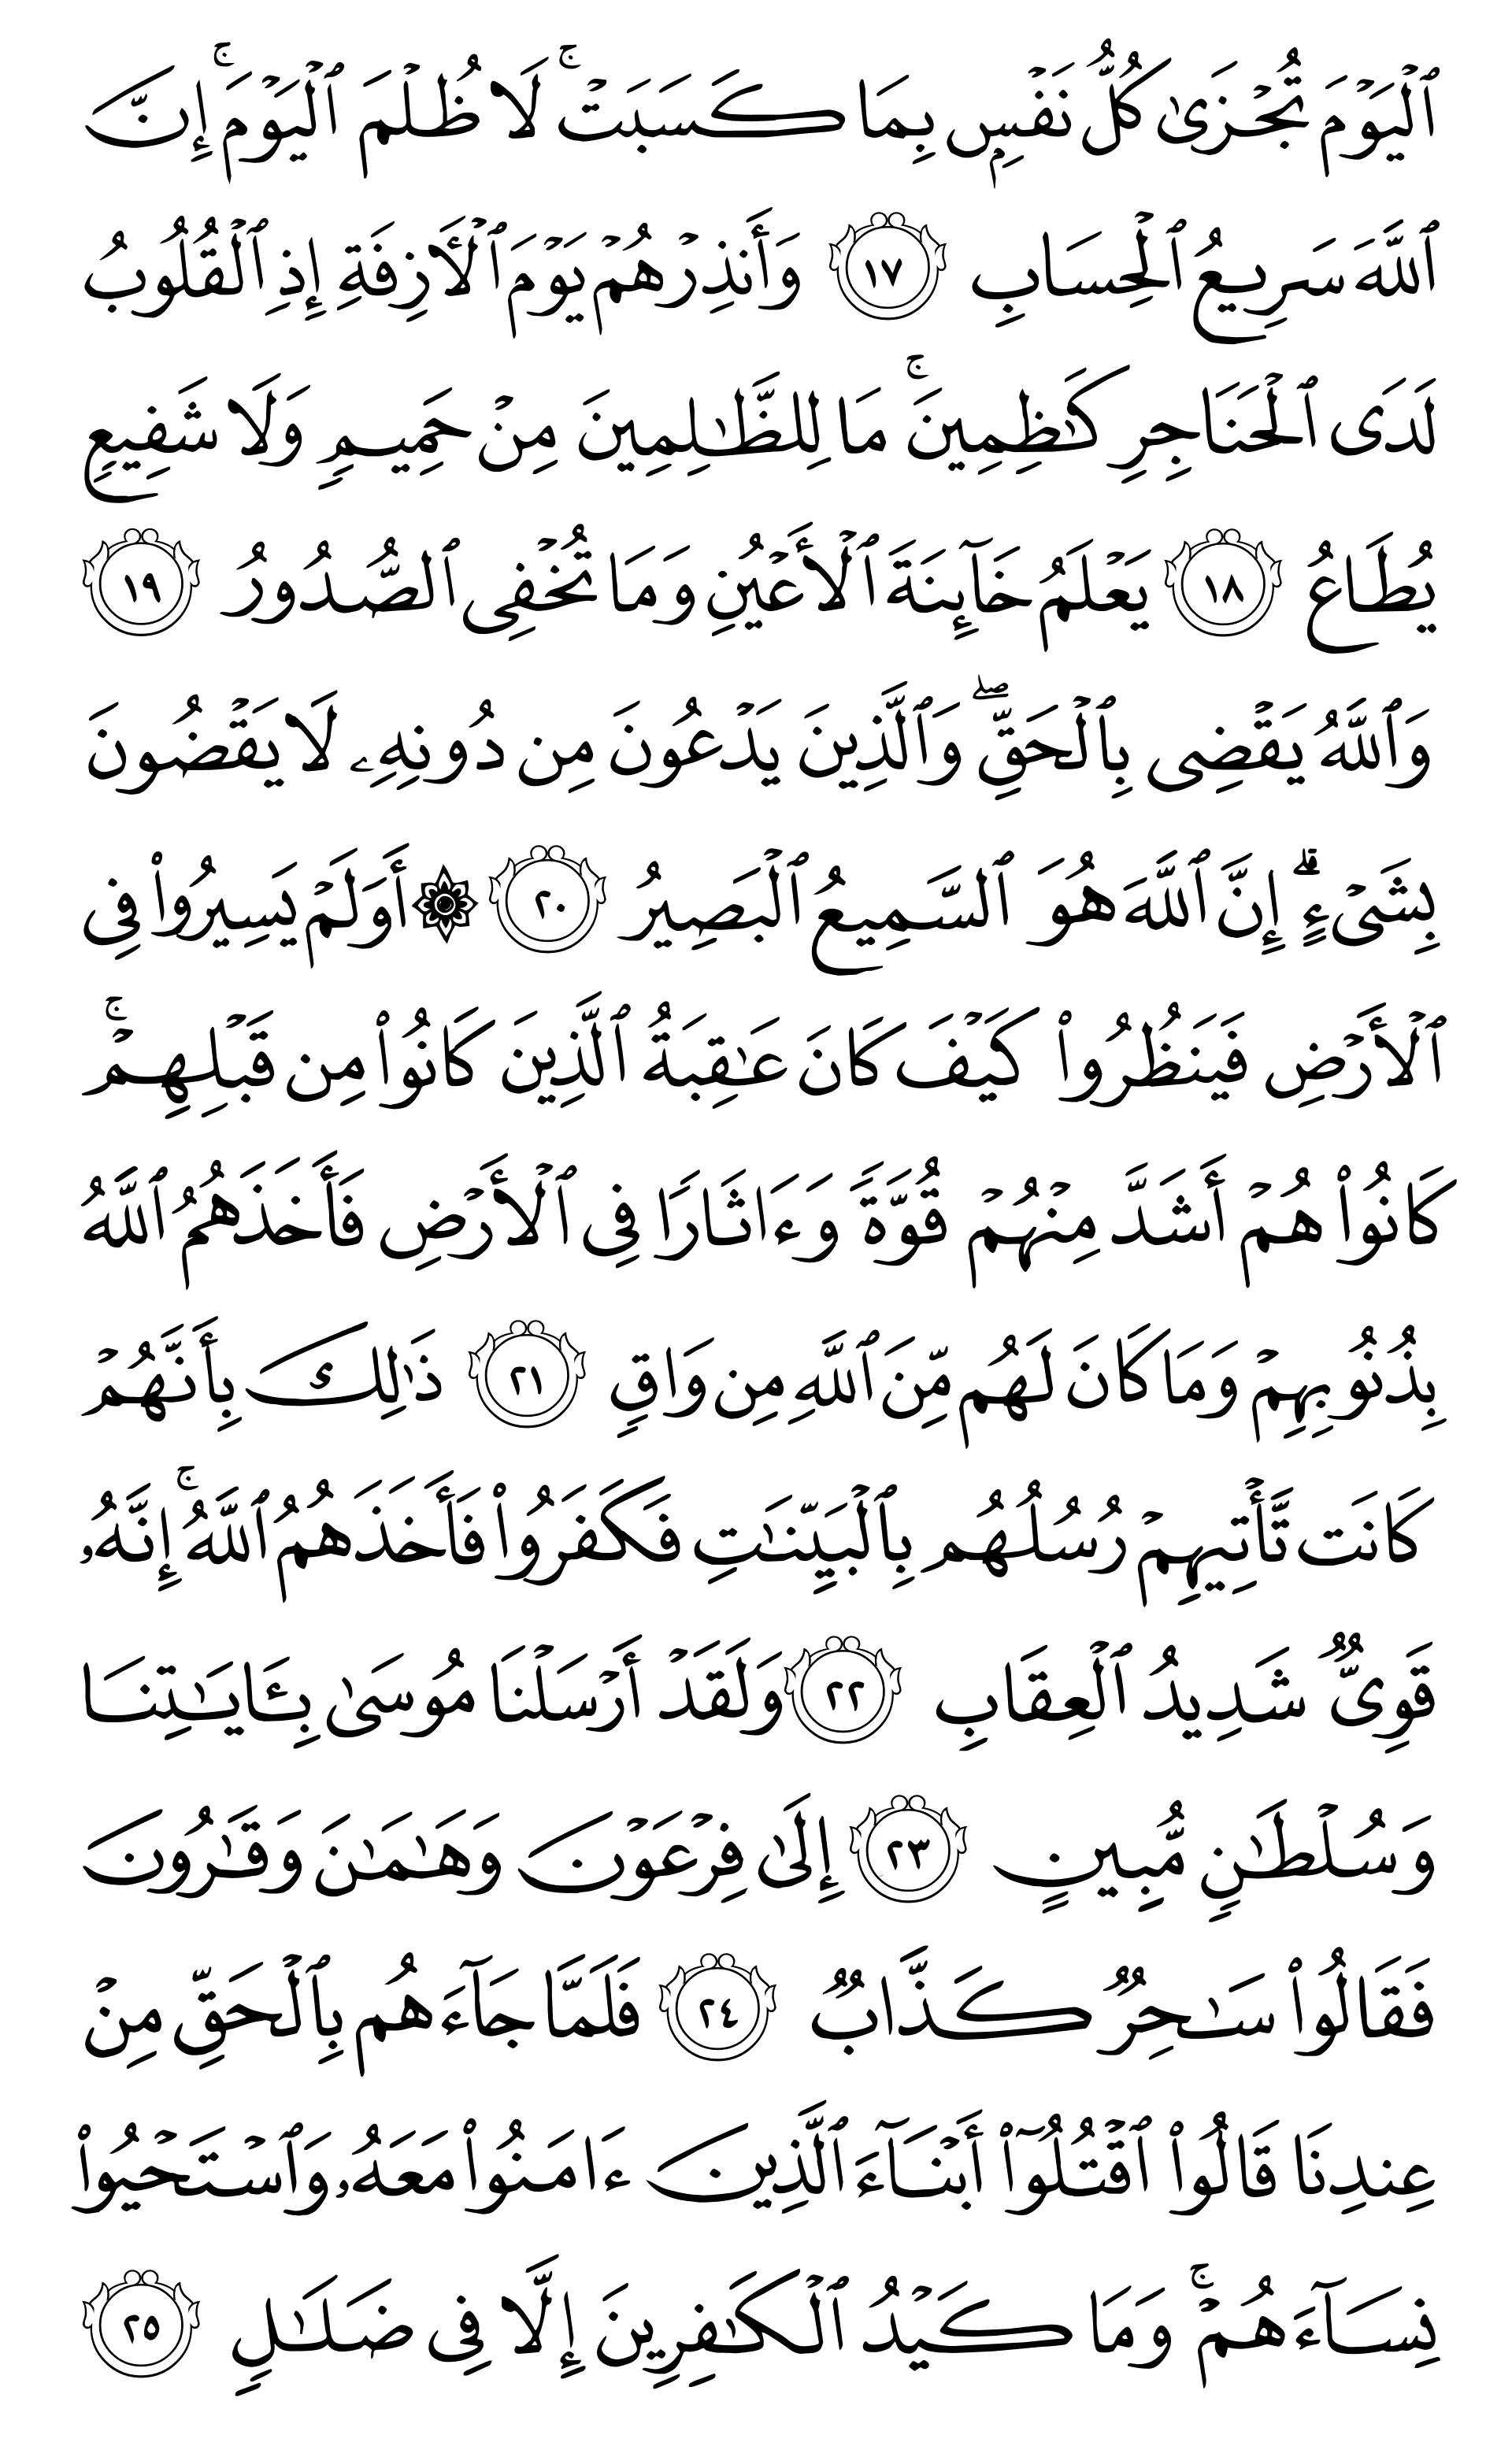 ٱلْيَوْمَ تُجْزَىٰ كُلُّ نَفْسٍۭ بِمَا كَسَبَتْ ۚ لَا ظُلْمَ ٱلْيَوْمَ ۚ إِنَّ
ٱللَّهَ سَرِيعُ ٱلْحِسَابِ ١٧ وَأَنذِرْهُمْ يَوْمَ ٱلْـَٔازِفَةِ إِذِ ٱلْقُلُوبُ
لَدَى ٱلْحَنَاجِرِ كَـٰظِمِينَ ۚ مَا لِلظَّـٰلِمِينَ مِنْ حَمِيمٍ وَلَا شَفِيعٍ
يُطَاعُ ١٨ يَعْلَمُ خَآئِنَةَ ٱلْأَعْيُنِ وَمَا تُخْفِى ٱلصُّدُورُ ١٩
وَٱللَّهُ يَقْضِى بِٱلْحَقِّ ۖ وَٱلَّذِينَ يَدْعُونَ مِن دُونِهِۦ لَا يَقْضُونَ
بِشَىْءٍ ۗ إِنَّ ٱللَّهَ هُوَ ٱلسَّمِيعُ ٱلْبَصِيرُ ٢٠ ۞ أَوَلَمْ يَسِيرُوا۟ فِى
ٱلْأَرْضِ فَيَنظُرُوا۟ كَيْفَ كَانَ عَـٰقِبَةُ ٱلَّذِينَ كَانُوا۟ مِن قَبْلِهِمْ ۚ
كَانُوا۟ هُمْ أَشَدَّ مِنْهُمْ قُوَّةً وَءَاثَارًا فِى ٱلْأَرْضِ فَأَخَذَهُمُ ٱللَّهُ
بِذُنُوبِهِمْ وَمَا كَانَ لَهُم مِّنَ ٱللَّهِ مِن وَاقٍ ٢١ ذَٰلِكَ بِأَنَّهُمْ
كَانَت تَّأْتِيهِمْ رُسُلُهُم بِٱلْبَيِّنَـٰتِ فَكَفَرُوا۟ فَأَخَذَهُمُ ٱللَّهُ ۚ إِنَّهُۥ
قَوِىٌّ شَدِيدُ ٱلْعِقَابِ ٢٢ وَلَقَدْ أَرْسَلْنَا مُوسَىٰ بِـَٔايَـٰتِنَا
وَسُلْطَـٰنٍ مُّبِينٍ ٢٣ إِلَىٰ فِرْعَوْنَ وَهَـٰمَـٰنَ وَقَـٰرُونَ
فَقَالُوا۟ سَـٰحِرٌ كَذَّابٌ ٢٤ فَلَمَّا جَآءَهُم بِٱلْحَقِّ مِنْ
عِندِنَا قَالُوا۟ ٱقْتُلُوٓا۟ أَبْنَآءَ ٱلَّذِينَ ءَامَنُوا۟ مَعَهُۥ وَٱسْتَحْيُوا۟
نِسَآءَهُمْ ۚ وَمَا كَيْدُ ٱلْكَـٰفِرِينَ إِلَّا فِى ضَلَـٰلٍ ٢٥